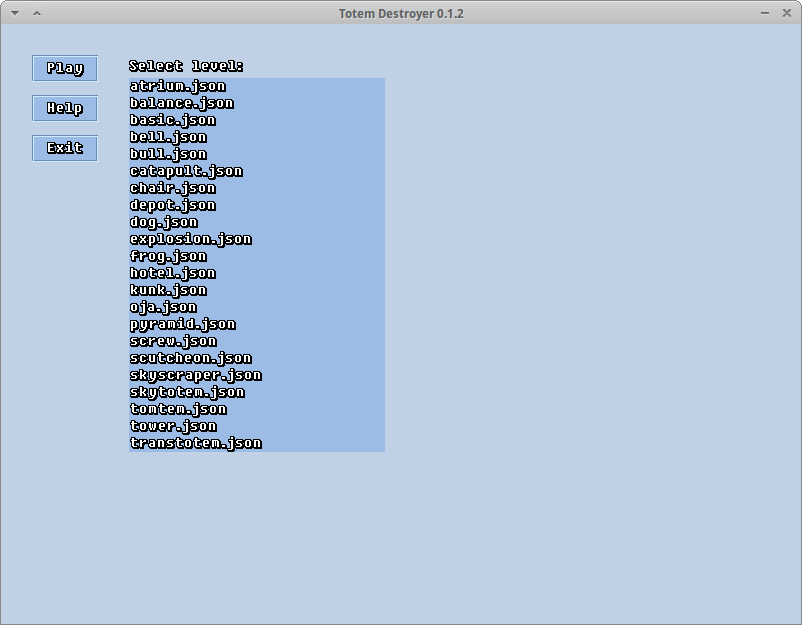 Totem Destroyer 0.1.2
Play
Help
Exit
Select level:
atrium.json
balance.json
basic.json
bell.json
bull.json
catapult.json
chair.json
depot.json
dog.json
explosion.json
frog.json
hotel.json
kunk.json
oja.json
pyramid.json
screw.json
scutcheon.json
skyscraper.json
skytotem.json
tomtem.json
tower.json
transtotem.json